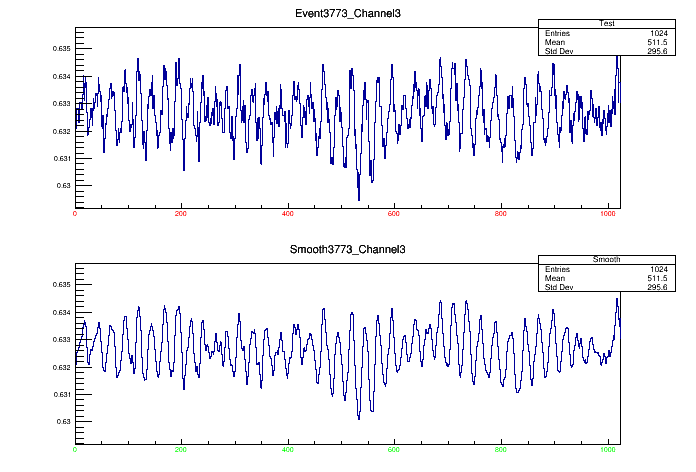 Event3773_Channel3
Test
Entries 1024
Mean 511.5
Std Dev 295.6
0.635
0.634
0.633
0.632
0.631
0.63
0 200 400 600 800 1000
Smooth3773_Channel3
Smooth
Entries 1024
Mean 511.5
Std Dev 295.6
0.635
0.634
0.633
0.632
0.631
0.63
0 200 400 600 800 1000